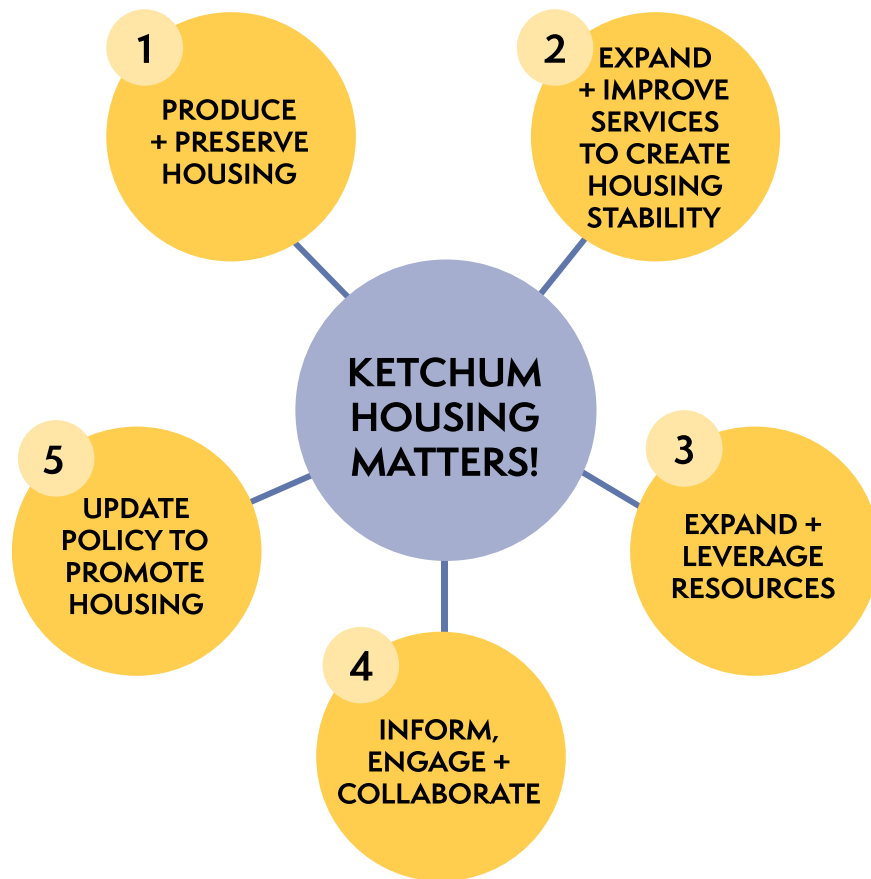 1
PRODUCE
+ PRESERVE
HOUSING
2
EXPAND
+ IMPROVE
SERVICES
TO CREATE
HOUSING
STABILITY
KETCHUM
HOUSING
MATTERS!
3
EXPAND +
LEVERAGE
RESOURCES
4
INFORM,
ENGAGE +
COLLABORATE
5
UPDATE
POLICY TO
PROMOTE
HOUSING